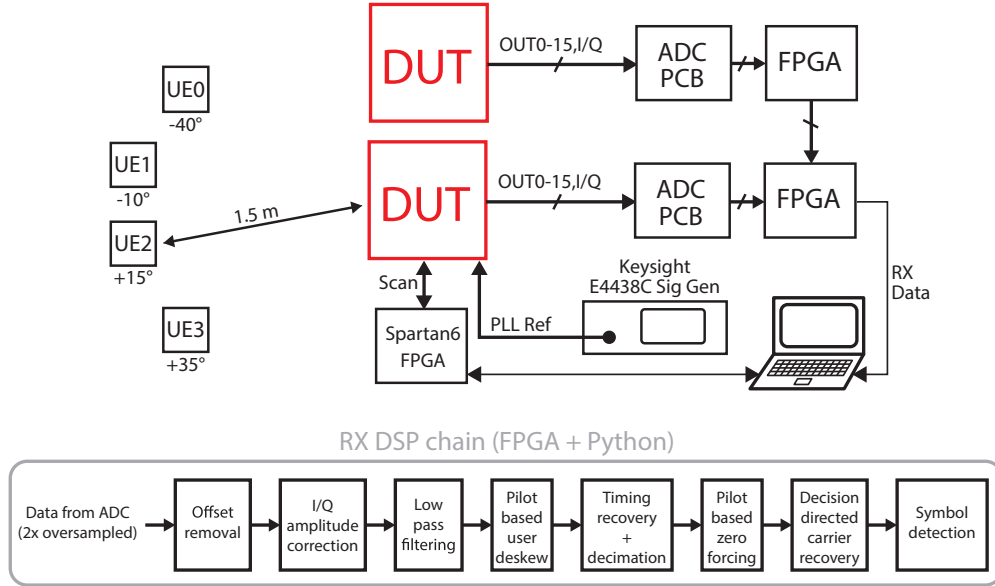 DUT
OUT0-15,I/Q
ADC
PCB
FPGA
UE0
-40°
UE1
-10°
UE2
+15°
UE3
+35°
1.5 m
DUT
OUT0-15,I/Q
ADC
PCB
FPGA
Scan
PLL Ref
Keysight
E4438C Sig Gen
Spartan6
FPGA
RX
Data
RX DSP chain (FPGA + Python)
Data from ADC
(2x oversampled)
Offset
removal
I/Q
amplitude
correction
Low
pass
filtering
Pilot
based
user
deskew
Timing
recovery
+
decimation
Pilot
based
zero
forcing
Decision
directed
carrier
recovery
Symbol
detection